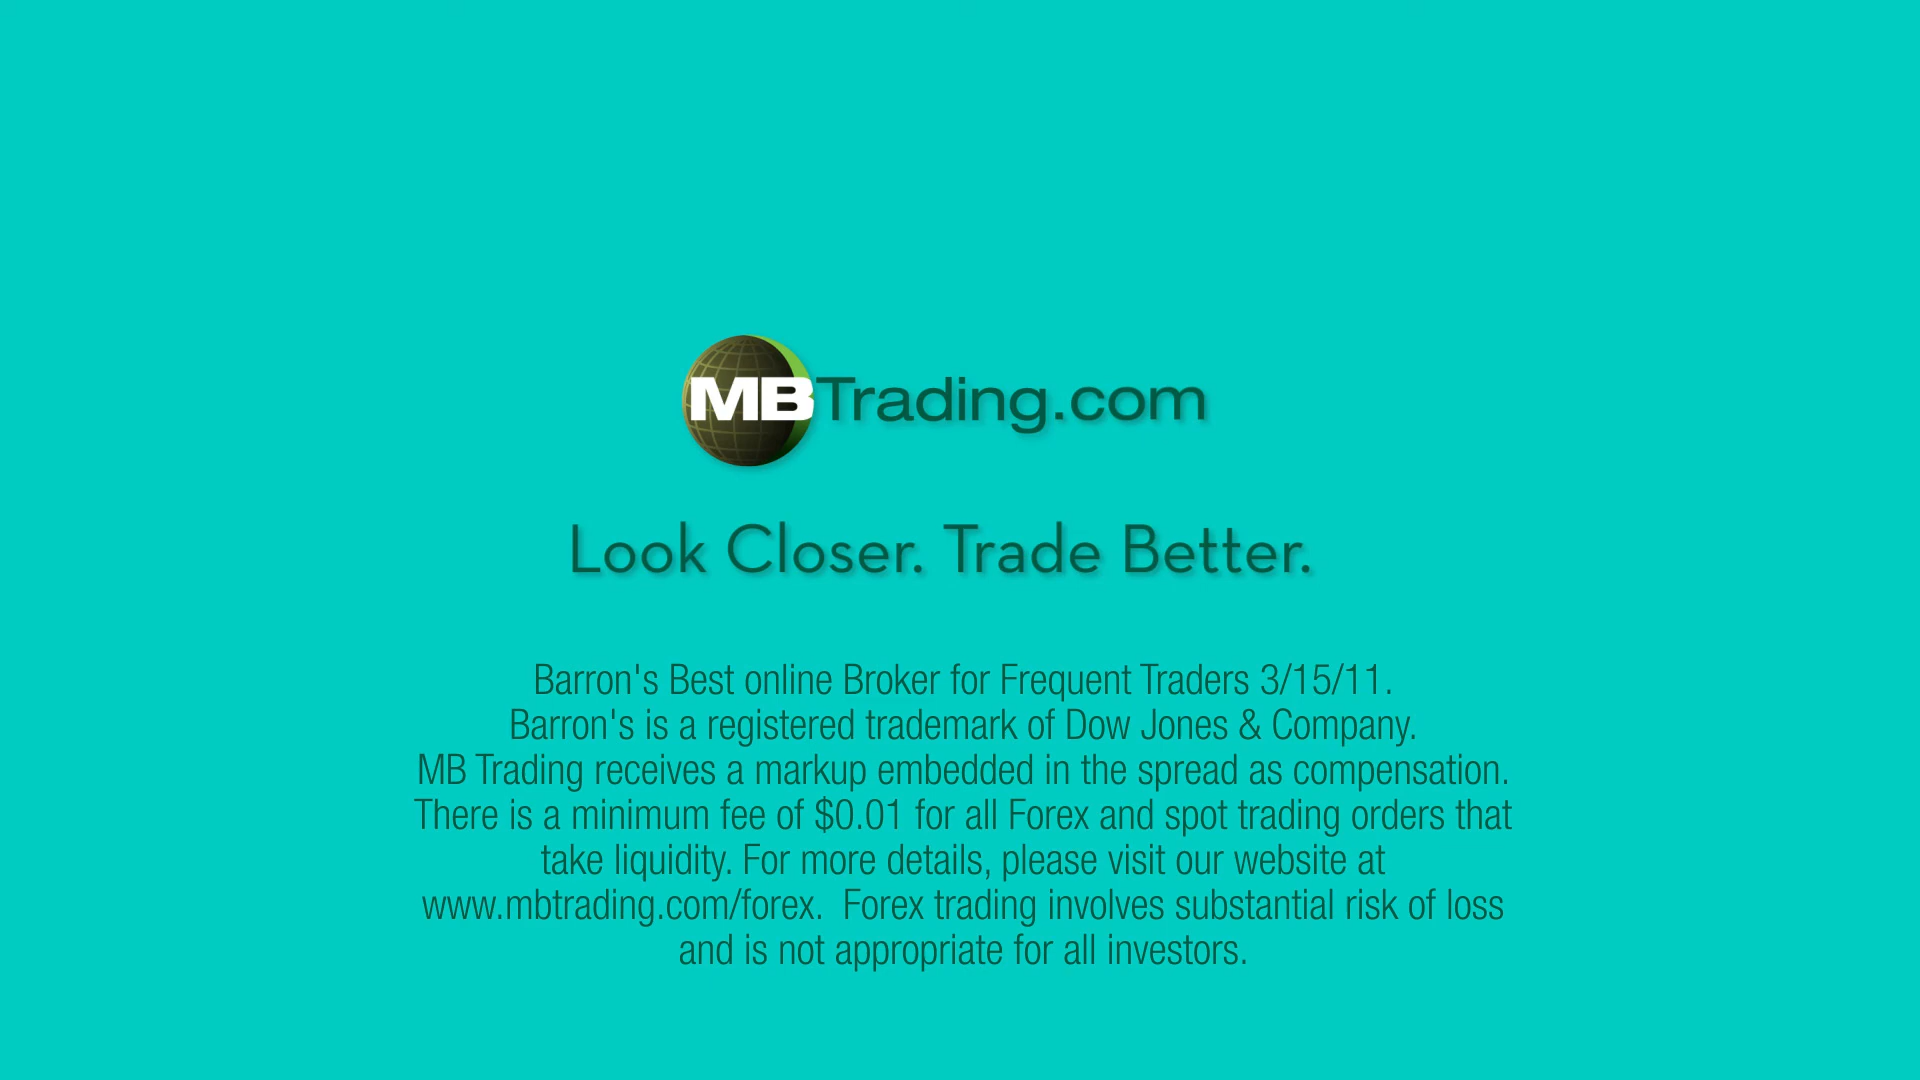 MBTrading.com
Look Closer. Trade Better.
Barron's Best online Broker for Frequent Traders 3/15/11.
Barron's is a registered trademark of Dow Jones & Company.
MB Trading receives a markup embedded in the spread as compensation.
There is a minimum fee of $0.01 for all Forex and spot trading orders that
take liquidity. For more details, please visit our website at
www.mbtrading.com/forex.  Forex trading involves substantial risk of loss
and is not appropriate for all investors.